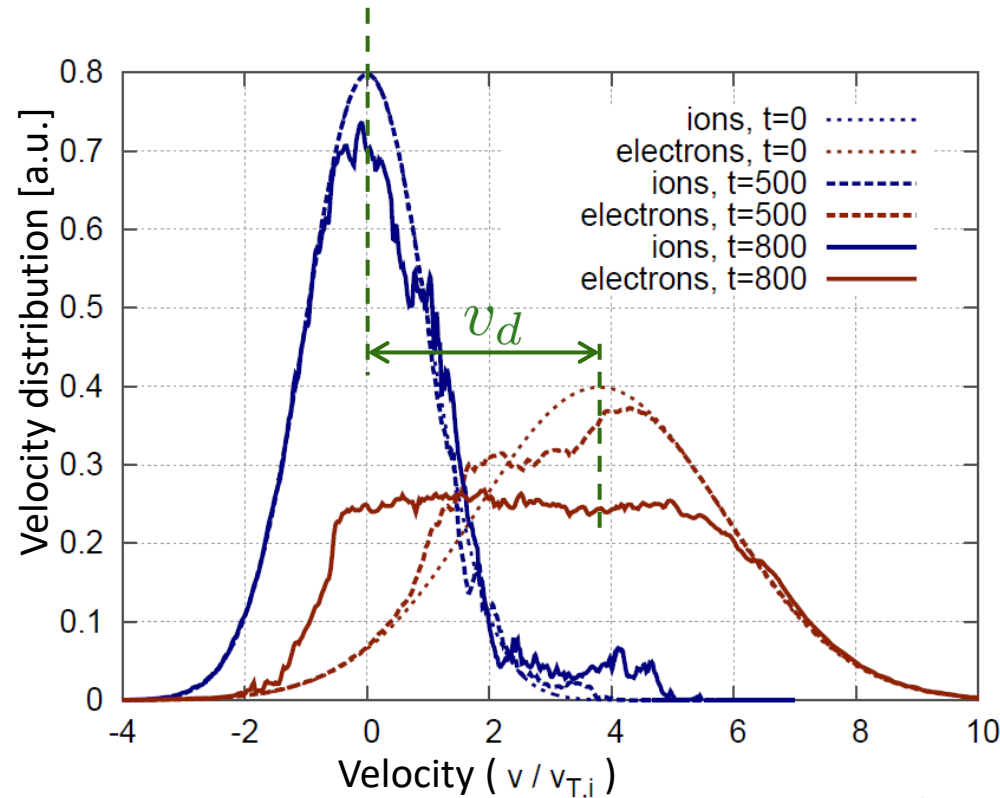 Velocity distribution [a.u.]
0.8
0.7
0.6
0.5
0.4
0.3
0.2
0.1
0
ions, t=0
electrons, t=0
ions, t=500
electrons, t=500
ions, t=800
electrons, t=800
v_d
-4 -2 0 2 4 6 8 10
Velocity ( v / v_{T,i} )